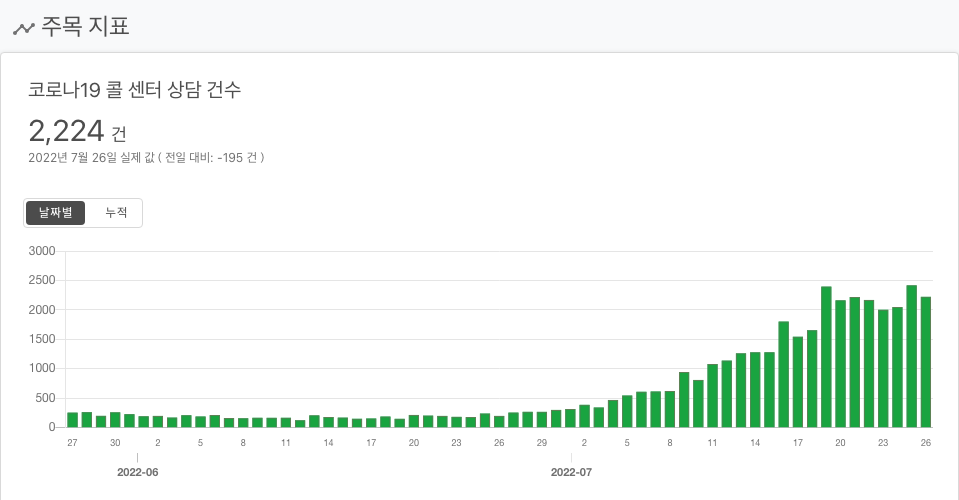 주목 지표
코로나19 콜 센터 상담 건수
2,224 건
2022년 7월 26일 실제 값 ( 전일 대비: -195 건 )
날짜별 누적
3000
2500
2000
1500
1000
500
0
27 30 2 5 8 11 14 17 20 23 26 29 2 5 8 11 14 17 20 23 26
2022-06 2022-07